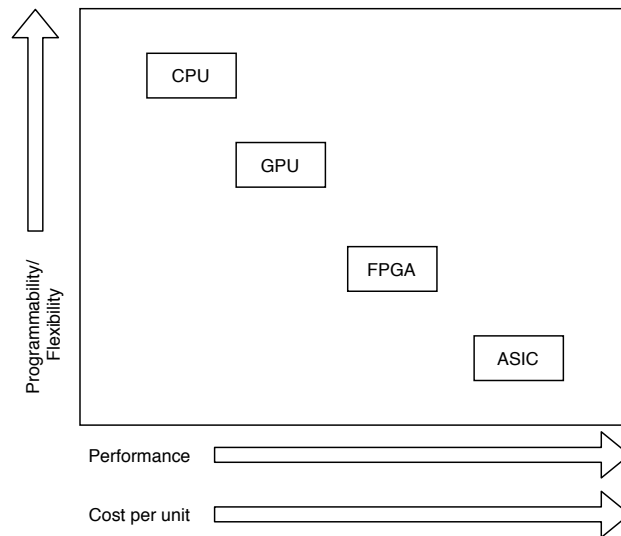 CPU
GPU
FPGA
ASIC
Programmability/
Flexibility
Performance
Cost per unit